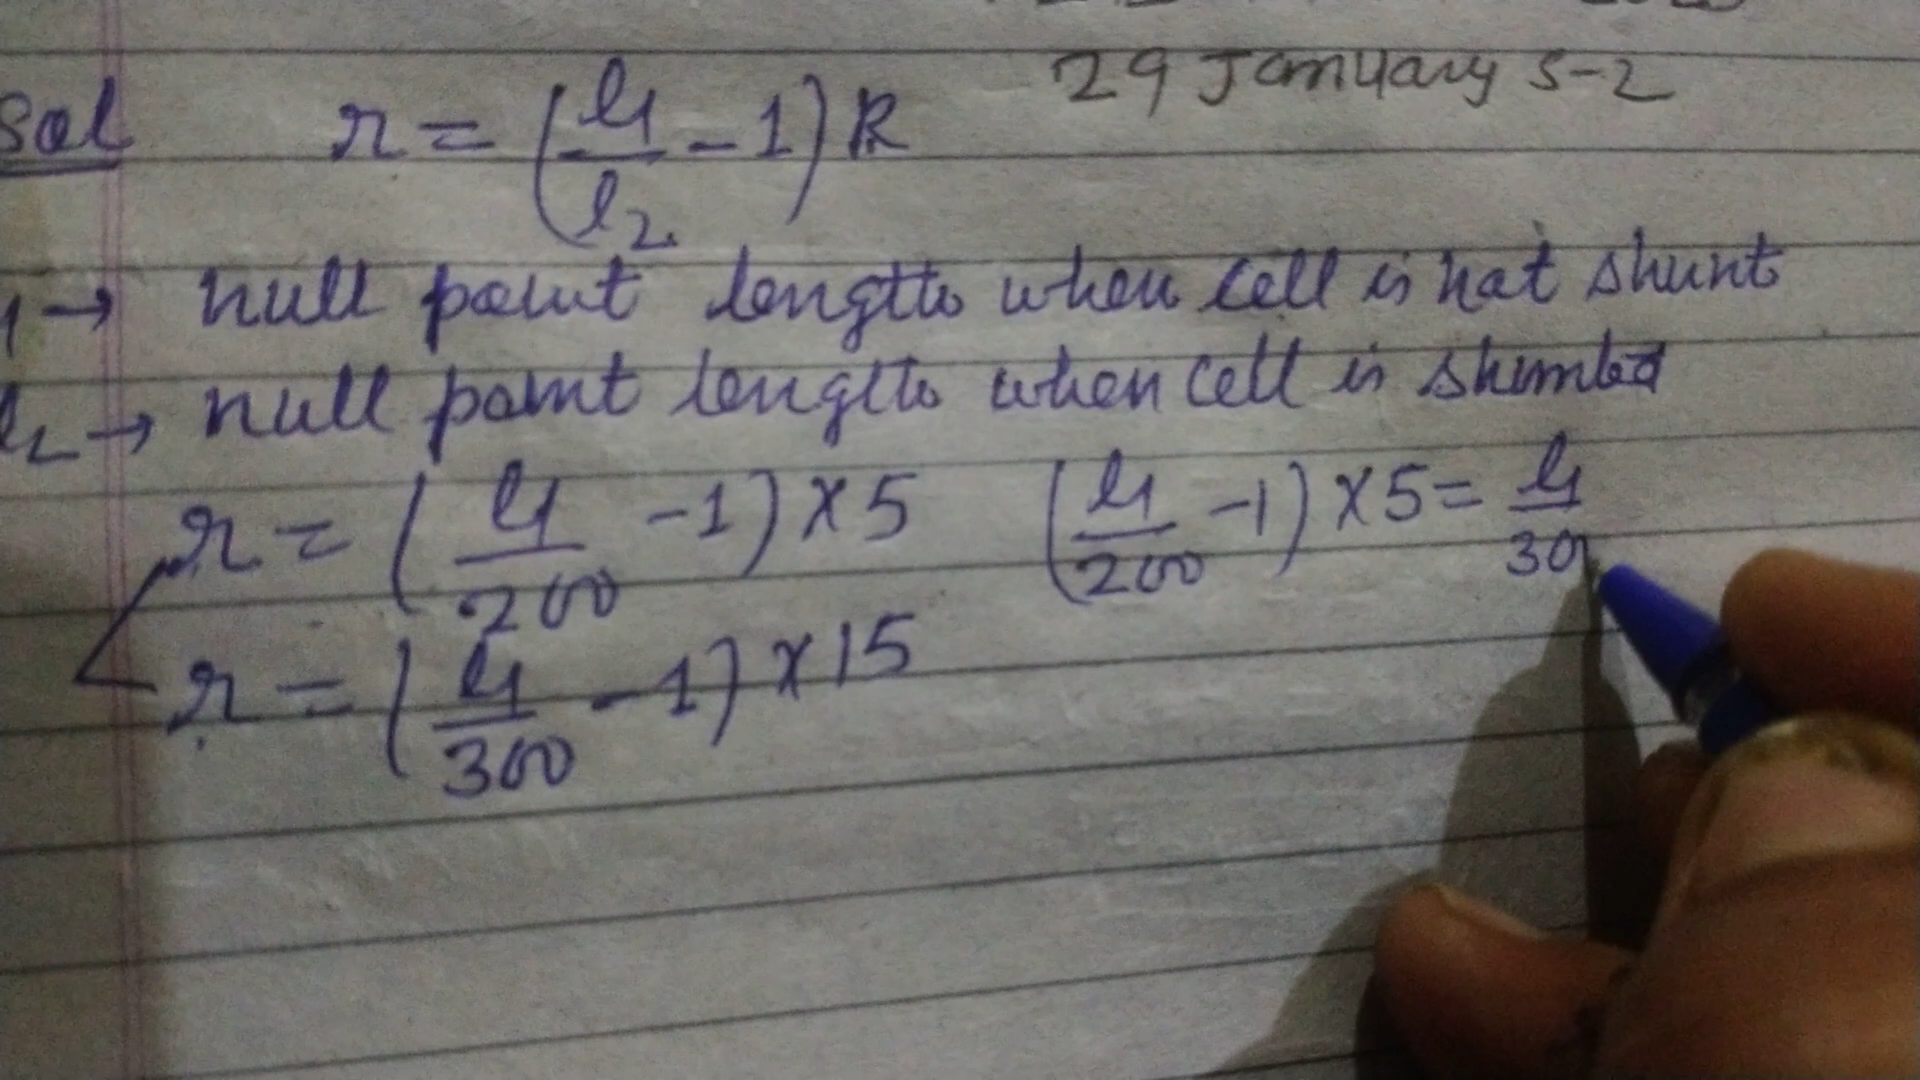 29 January S-2
Sol r = (l1/l2 - 1) R
l1 → null point length when cell is not shunt
l2 → null point length when cell is shunted
r = (l1/200 - 1) × 5 (l1/200 - 1) × 5 = l1/30
r = (l1/300 - 1) × 15